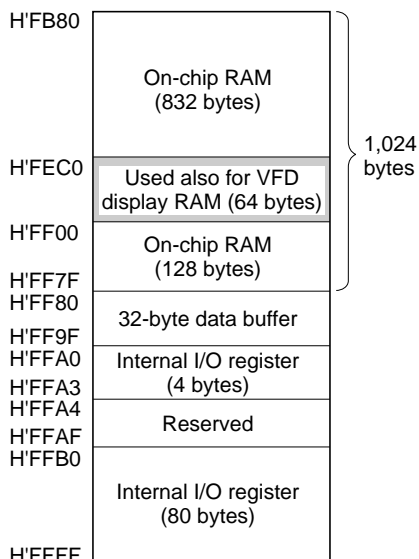 H'FB80
On-chip RAM
(832 bytes)
1,024
bytes
H'FEC0
Used also for VFD
display RAM (64 bytes)
H'FF00
On-chip RAM
(128 bytes)
H'FF7F
H'FF80
32-byte data buffer
H'FF9F
H'FFA0
Internal I/O register
(4 bytes)
H'FFA3
H'FFA4
Reserved
H'FFAF
H'FFB0
Internal I/O register
(80 bytes)
H'FFFF